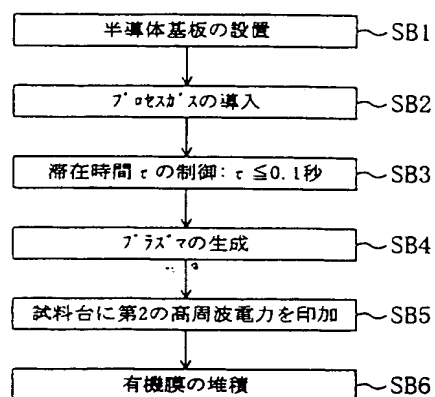 半導体基板の設置 SB1
ﾌﾟﾛｾｽｶﾞｽの導入 SB2
滞在時間τの制御: τ≦0.1秒 SB3
ﾌﾟﾗｽﾞﾏの生成 SB4
試料台に第2の高周波電力を印加 SB5
有機膜の堆積 SB6